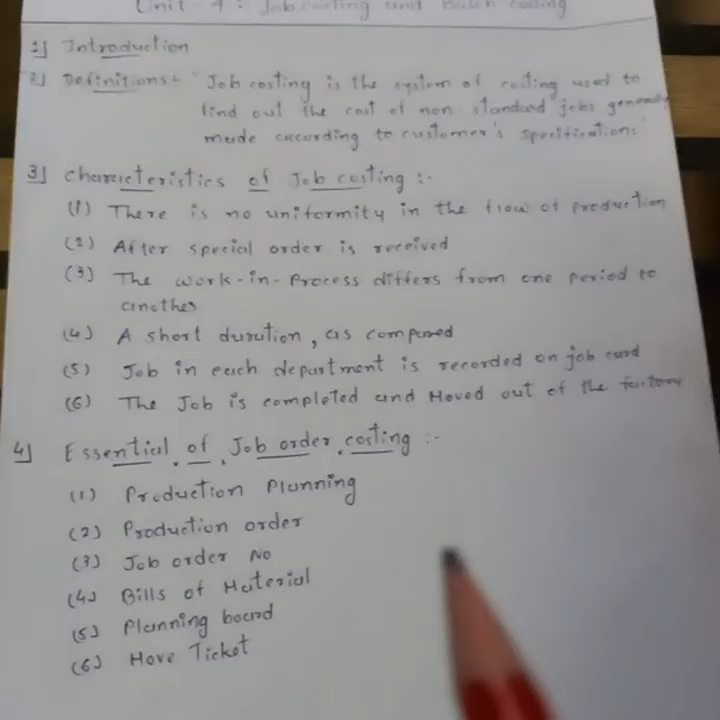 Unit - 4 : Job costing and Batch costing
1) Introduction
2) Definitions :- "Job costing is the system of costing used to
find out the cost of non-standard jobs generally
made according to customer's specifications"
3) Characteristics of Job costing :-
(1) There is no uniformity in the flow of production
(2) After special order is received
(3) The work-in-process differs from one period to
another
(4) A short duration, as compared
(5) Job in each department is recorded on job card
(6) The Job is completed and Moved out of the factory
4) Essential of Job order costing :-
(1) Production Planning
(2) Production order
(3) Job order No
(4) Bills of Material
(5) Planning board
(6) Move Ticket